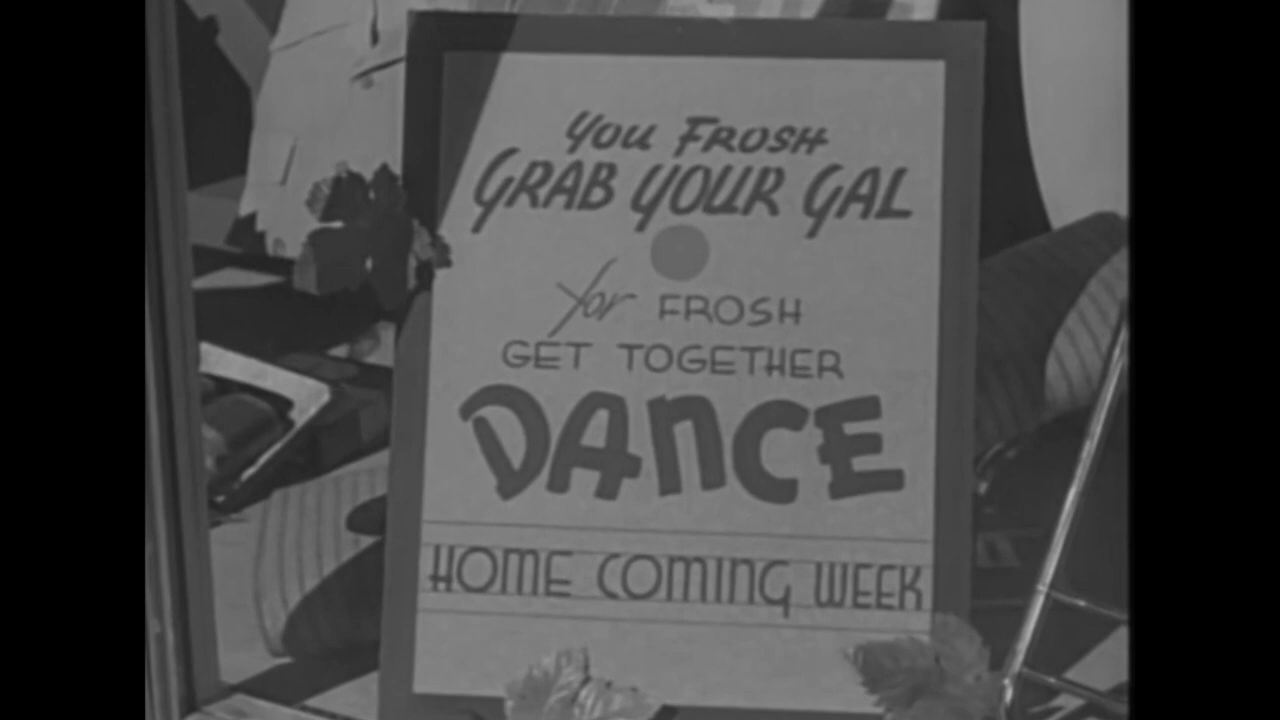 You FROSH
GRAB YOUR GAL
for FROSH
GET TOGETHER
DANCE
HOME COMING WEEK